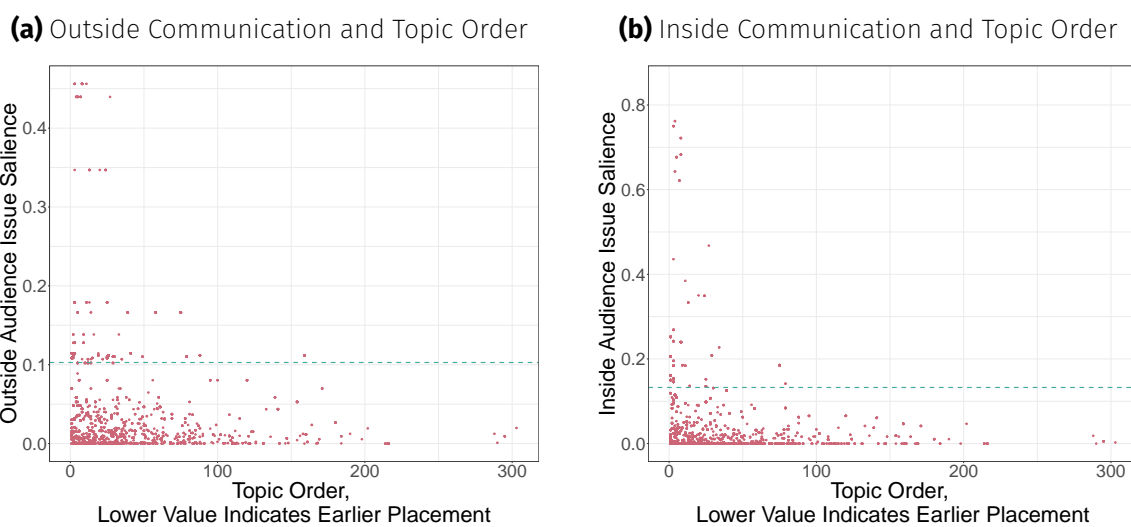 (a) Outside Communication and Topic Order
Outside Audience Issue Salience
0.4
0.3
0.2
0.1
0.0
0 100 200 300
Topic Order,
Lower Value Indicates Earlier Placement
(b) Inside Communication and Topic Order
Inside Audience Issue Salience
0.8
0.6
0.4
0.2
0.0
0 100 200 300
Topic Order,
Lower Value Indicates Earlier Placement